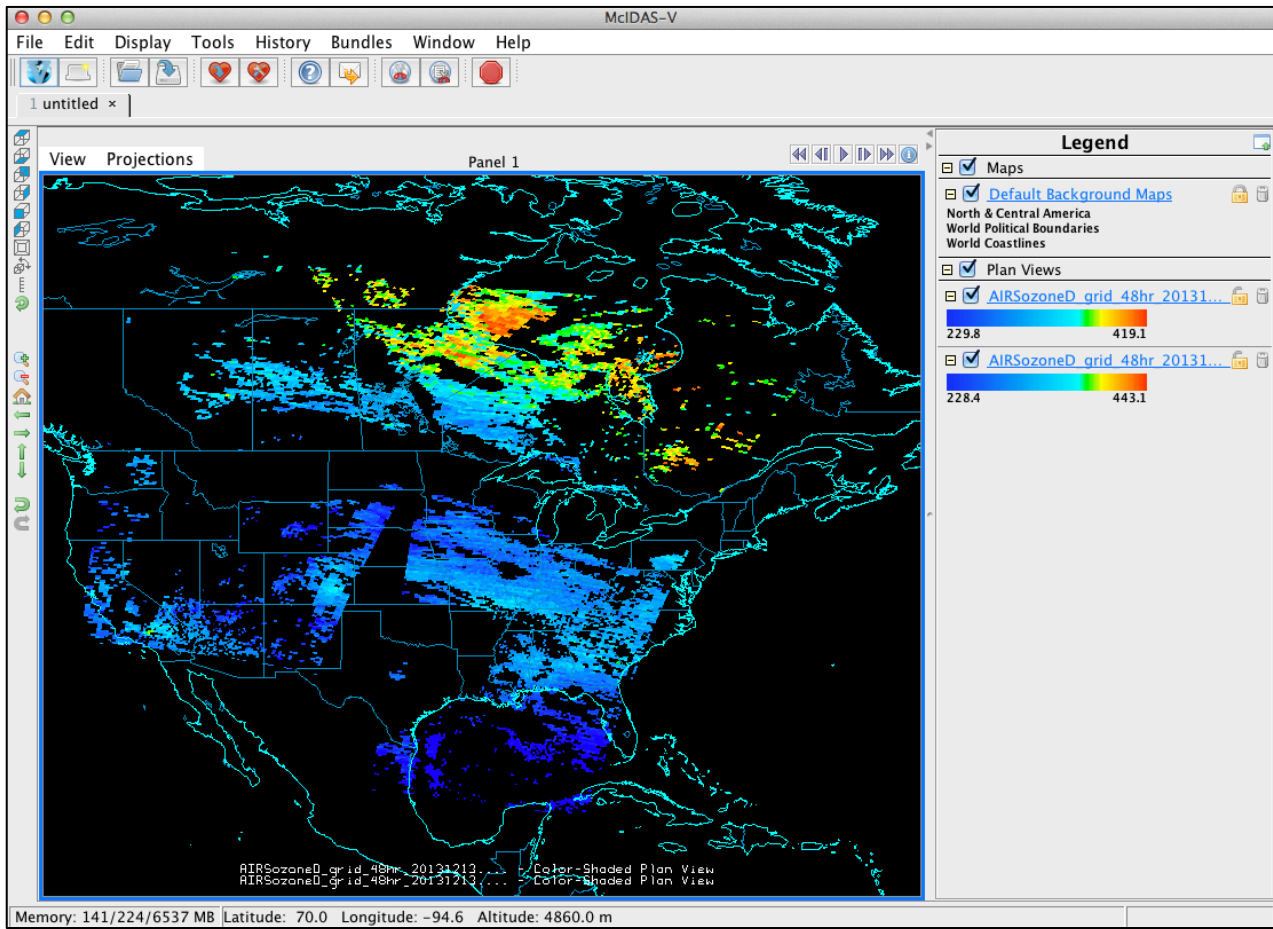 McIDAS-V
File Edit Display Tools History Bundles Window Help
1 untitled ×
View Projections
Panel 1
Legend
Maps
Default Background Maps
North & Central America
World Political Boundaries
World Coastlines
Plan Views
AIRSozoneD_grid_48hr_20131...
229.8 419.1
AIRSozoneD_grid_48hr_20131...
228.4 443.1
AIRSozoneD_grid_48hr_20131213.... - Color-Shaded Plan View
AIRSozoneD_grid_48hr_20131213.... - Color-Shaded Plan View
Memory: 141/224/6537 MB Latitude: 70.0 Longitude: -94.6 Altitude: 4860.0 m